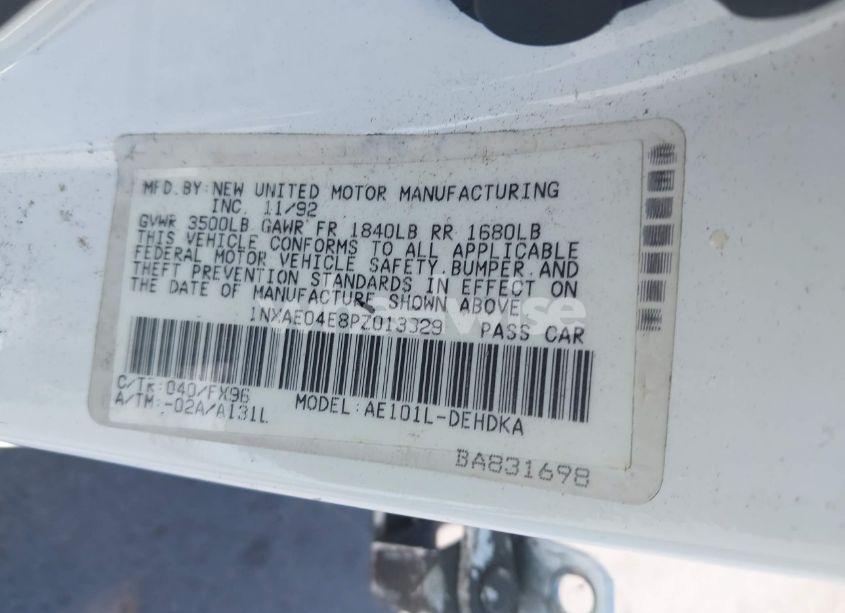 MFD.BY:NEW UNITED MOTOR MANUFACTURING
INC. 11/92
GVWR 3500LB GAWR FR 1840LB RR 1680LB
THIS VEHICLE CONFORMS TO ALL APPLICABLE
FEDERAL MOTOR VEHICLE SAFETY, BUMPER, AND
THEFT PREVENTION STANDARDS IN EFFECT ON
THE DATE OF MANUFACTURE SHOWN ABOVE.
1NXAE04E8PZ013329 PASS CAR
C/TR:040/FX96
A/TM:-02A/A131L
MODEL:AE101L-DEHDKA
BA831698